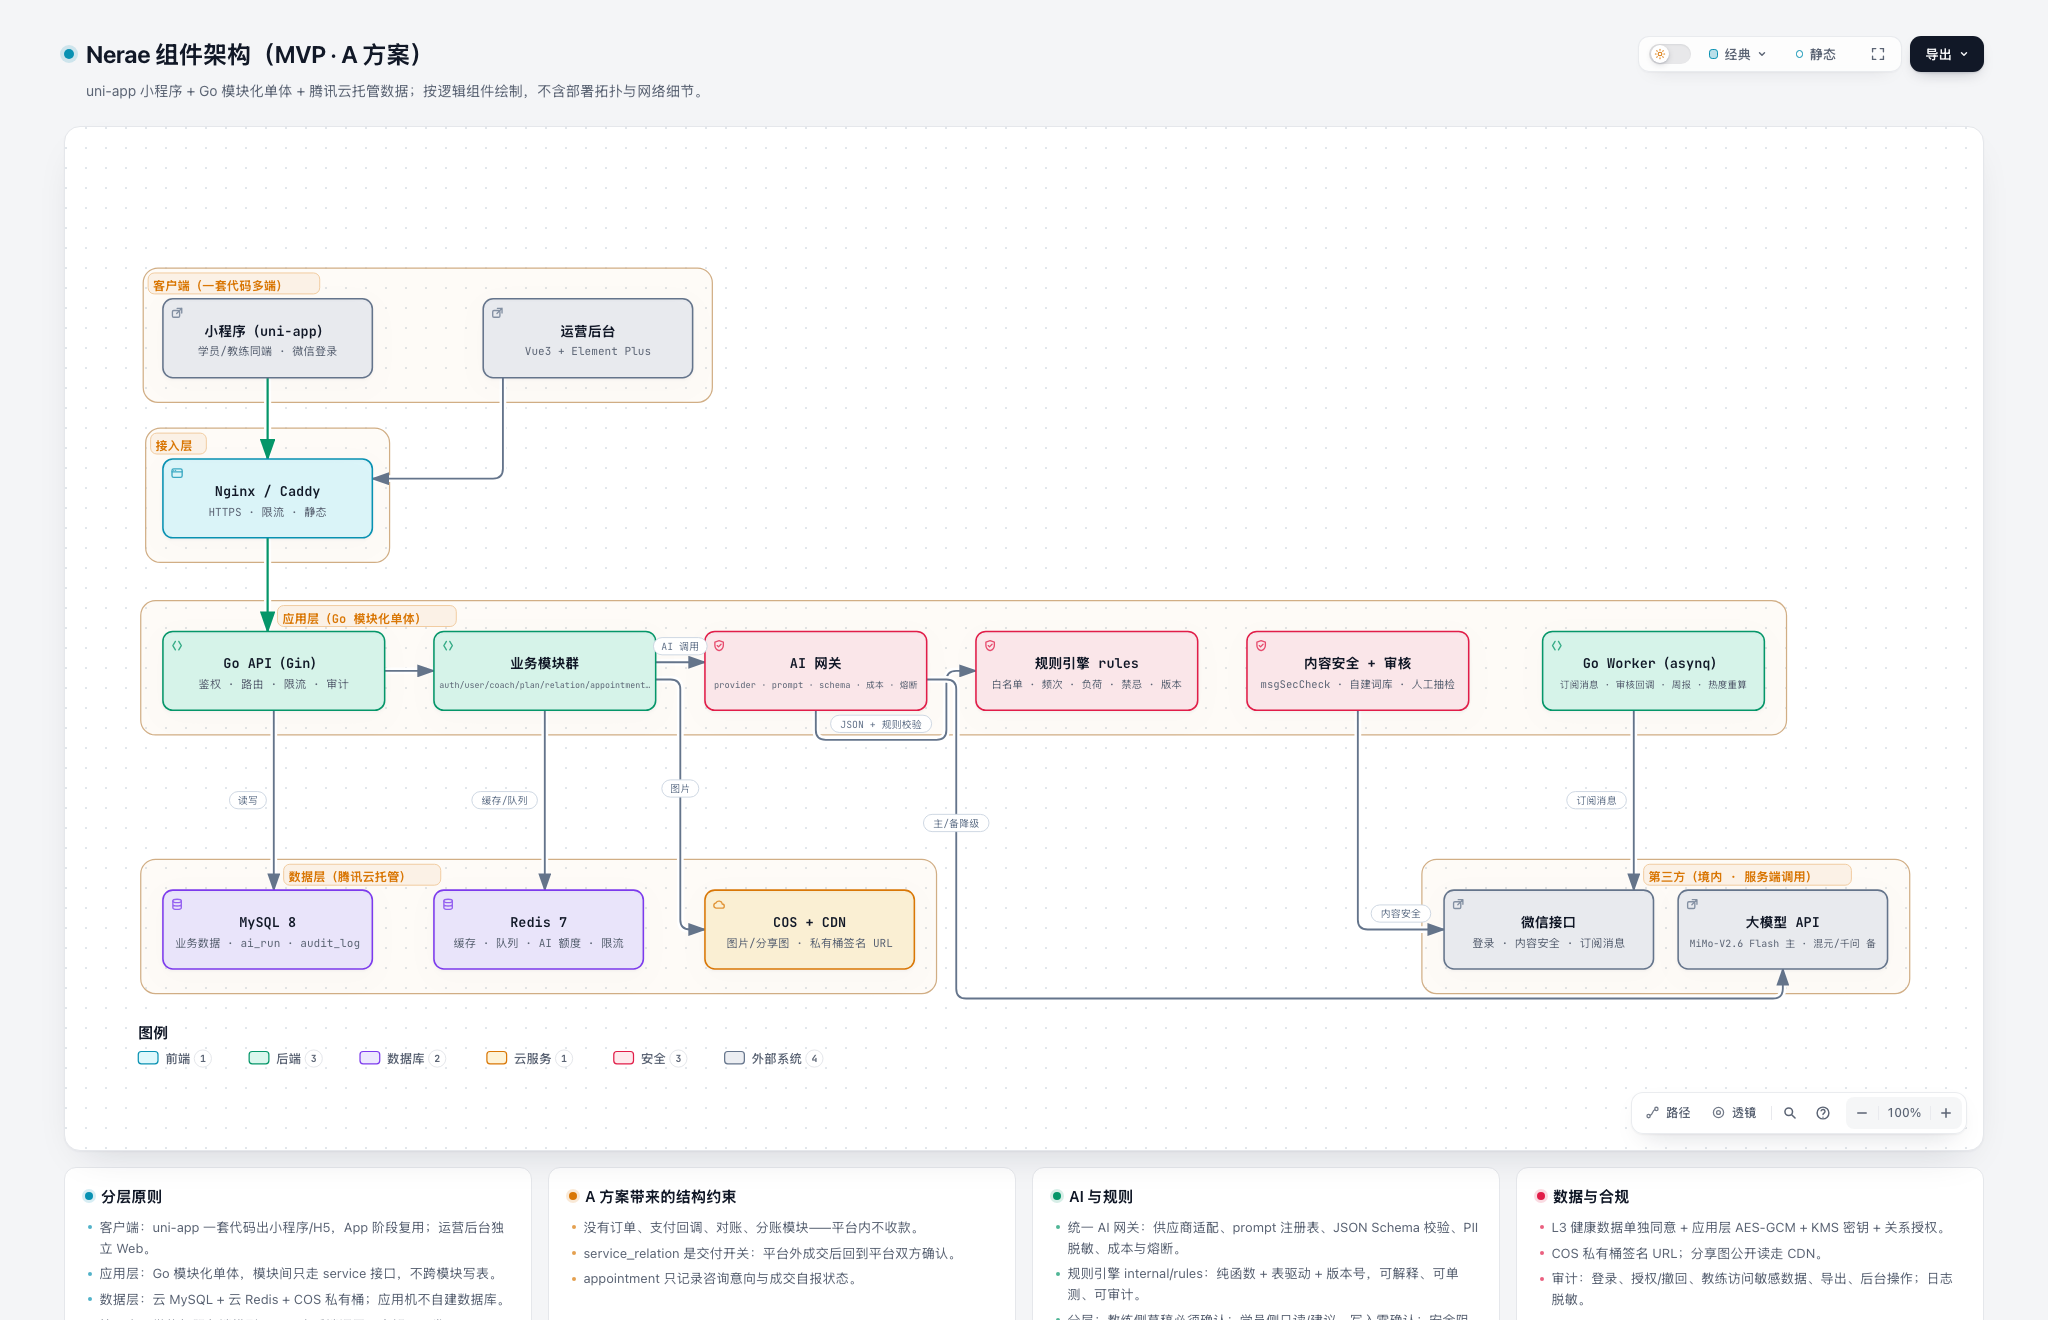 Nerae 组件架构（MVP · A 方案）
uni-app 小程序 + Go 模块化单体 + 腾讯云托管数据；按逻辑组件绘制，不含部署拓扑与网络细节。
经典
静态
导出
客户端（一套代码多端）
小程序（uni-app）
学员/教练同端 · 微信登录
运营后台
Vue3 + Element Plus
接入层
Nginx / Caddy
HTTPS · 限流 · 静态
应用层（Go 模块化单体）
Go API（Gin）
鉴权 · 路由 · 限流 · 审计
业务模块群
auth/user/coach/plan/relation/appointment…
AI 调用
AI 网关
provider · prompt · schema · 成本 · 熔断
规则引擎 rules
白名单 · 频次 · 负荷 · 禁忌 · 版本
内容安全 + 审核
msgSecCheck · 自建词库 · 人工抽检
Go Worker（asynq）
订阅消息 · 审核回调 · 周报 · 热度重算
JSON + 规则校验
读写
缓存/队列
图片
主/备降级
订阅消息
数据层（腾讯云托管）
MySQL 8
业务数据 · ai_run · audit_log
Redis 7
缓存 · 队列 · AI 额度 · 限流
COS + CDN
图片/分享图 · 私有桶签名 URL
内容安全
第三方（境内 · 服务端调用）
微信接口
登录 · 内容安全 · 订阅消息
大模型 API
MiMo-V2.6 Flash 主 · 混元/千问 备
图例
前端 1
后端 3
数据库 2
云服务 1
安全 3
外部系统 4
路径
透镜
100%
分层原则
客户端：uni-app 一套代码出小程序/H5，App 阶段复用；运营后台独
立 Web。
应用层：Go 模块化单体，模块间只走 service 接口，不跨模块写表。
数据层：云 MySQL + 云 Redis + COS 私有桶；应用机不自建数据库。
A 方案带来的结构约束
没有订单、支付回调、对账、分账模块——平台内不收款。
service_relation 是交付开关：平台外成交后回到平台双方确认。
appointment 只记录咨询意向与成交自报状态。
AI 与规则
统一 AI 网关：供应商适配、prompt 注册表、JSON Schema 校验、PII
脱敏、成本与熔断。
规则引擎 internal/rules：纯函数 + 表驱动 + 版本号，可解释、可单
测、可审计。
数据与合规
L3 健康数据单独同意 + 应用层 AES-GCM + KMS 密钥 + 关系授权。
COS 私有桶签名 URL；分享图公开读走 CDN。
审计：登录、授权/撤回、教练访问敏感数据、导出、后台操作；日志
脱敏。